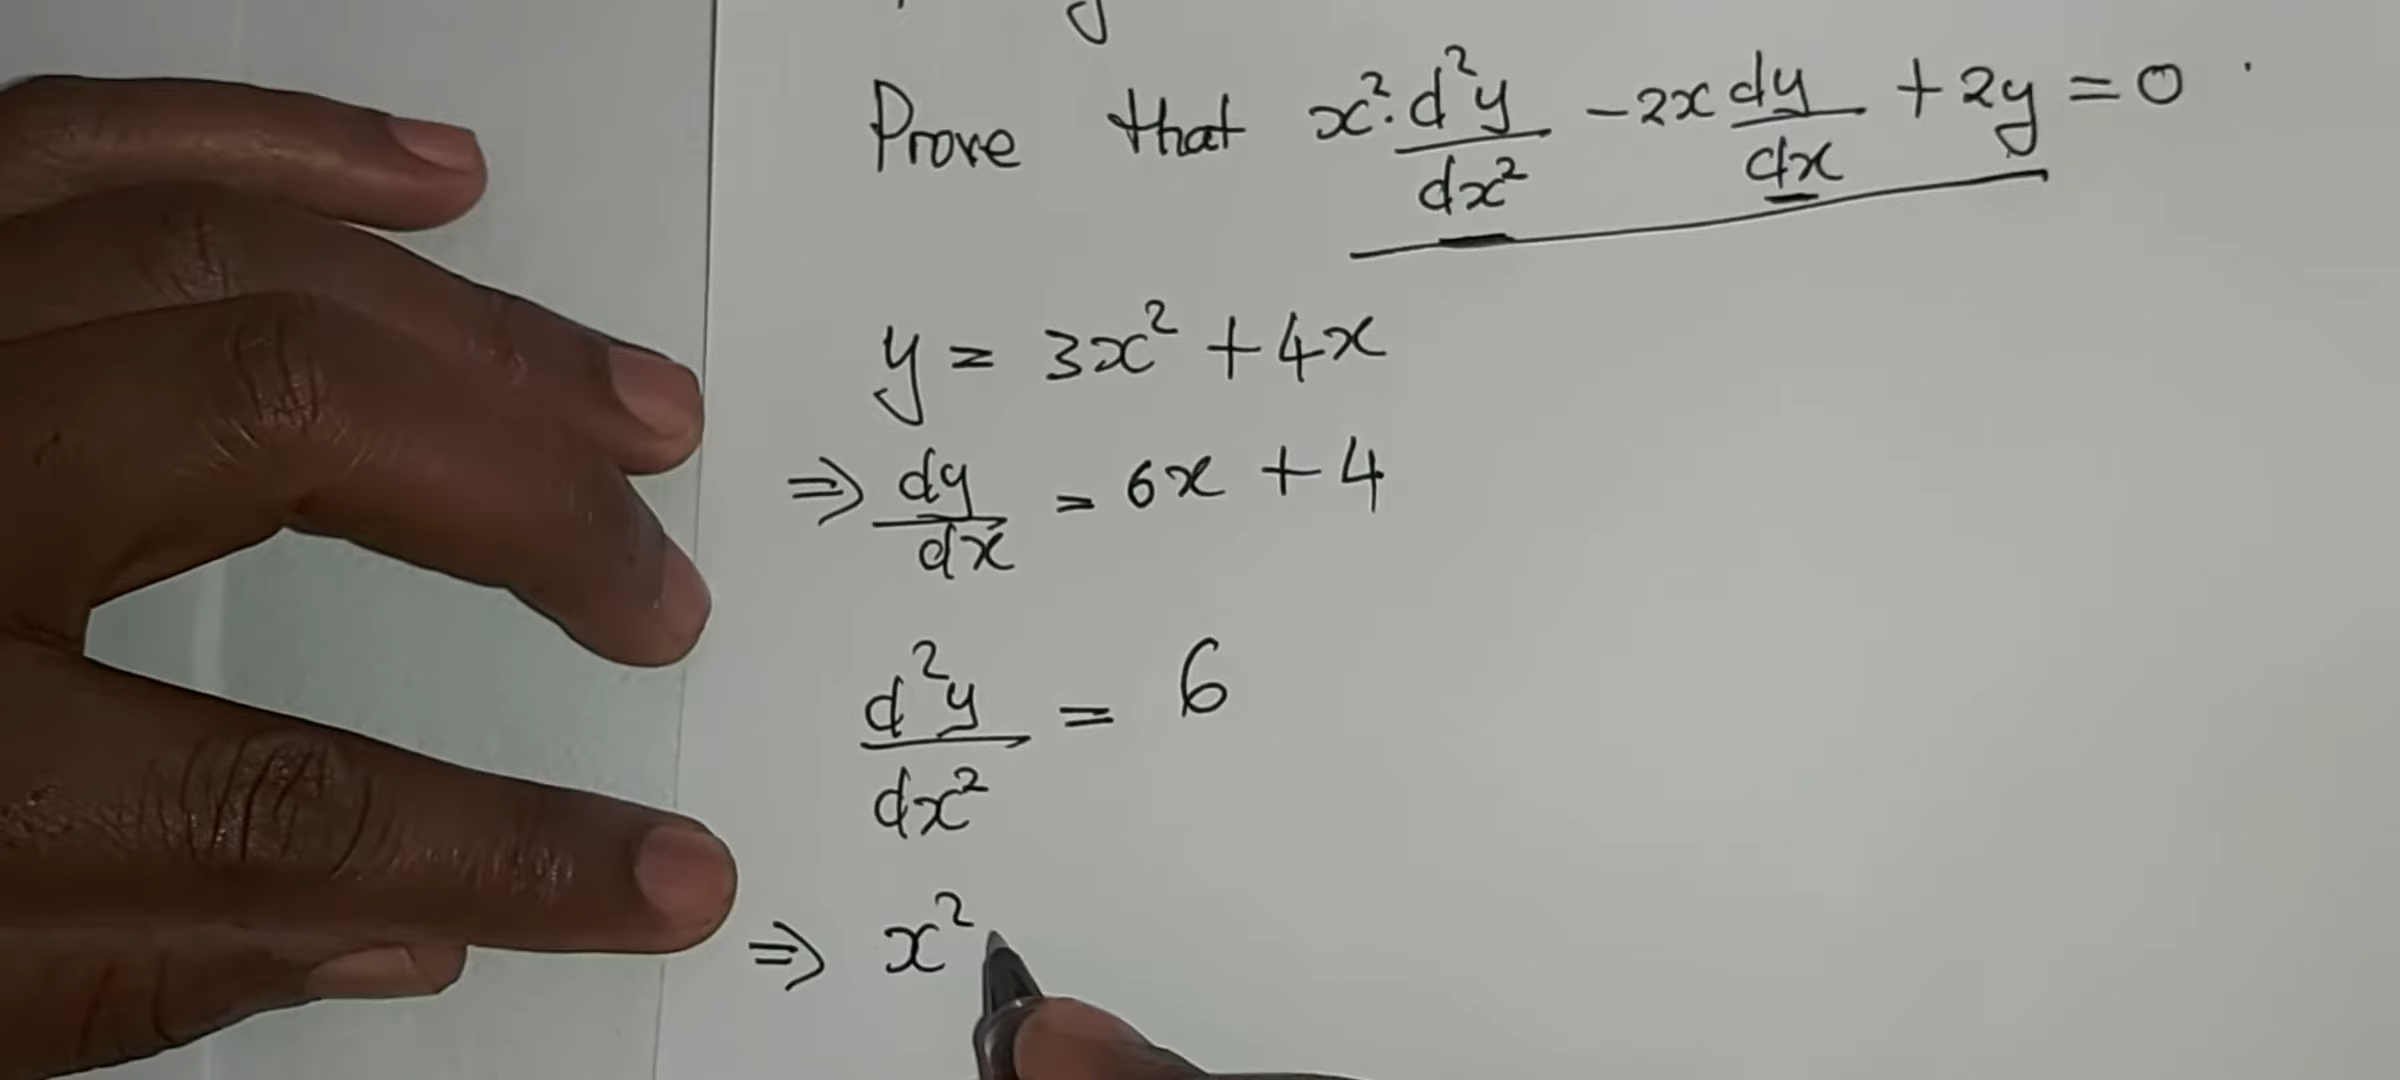 Prove that x². d²y/dx² - 2x dy/dx + 2y = 0 .
y = 3x² + 4x
⇒ dy/dx = 6x + 4
d²y/dx² = 6
⇒ x²